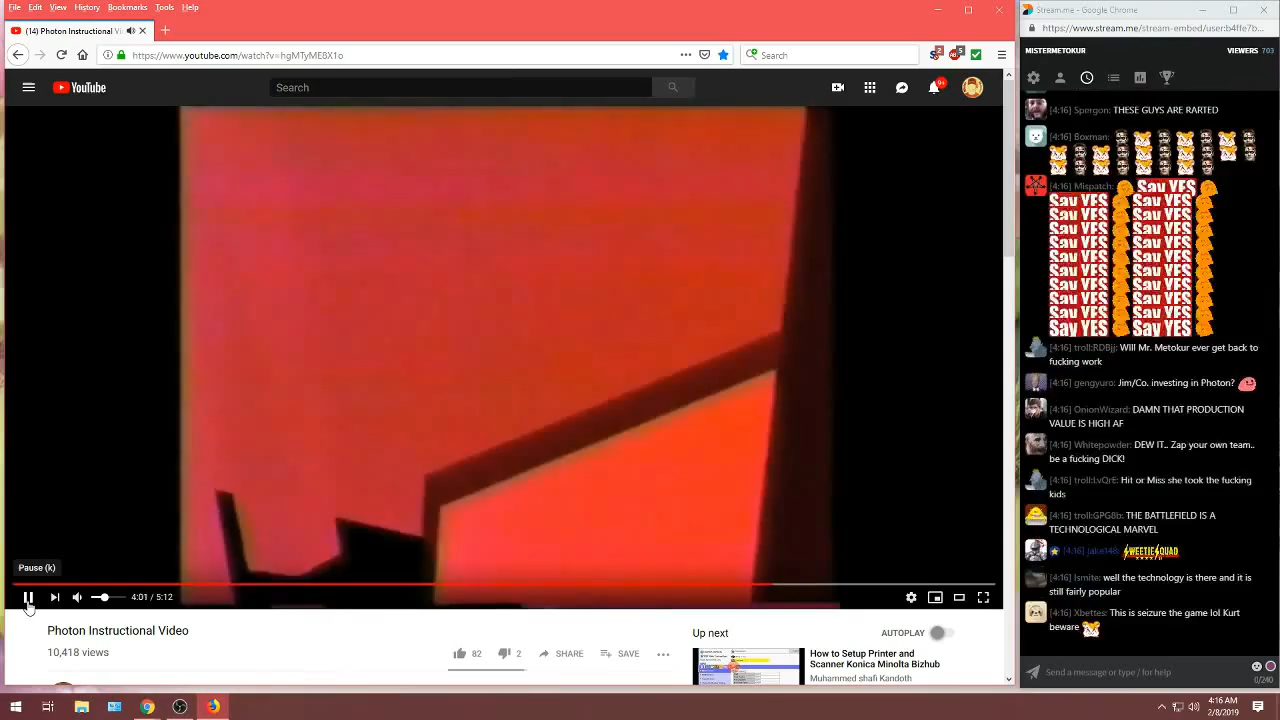 File Edit View History Bookmarks Tools Help
Stream.me - Google Chrome
(14) Photon Instructional Vi
https://www.youtube.com/watch?v=hgMTyME8X1o
Search
2
5
https://www.stream.me/stream-embed/user:b4ffe7b...
MISTERMETOKUR
VIEWERS 703
YouTube
Search
9+
[4:16] Spergon: THESE GUYS ARE RARTED
[4:16] Boxman:
[4:16] Mispatch: Say YES
Say YES Say YES
Say YES Say YES
Say YES Say YES
Say YES Say YES
Say YES Say YES
Say YES Say YES
Say YES Say YES
Say YES Say YES
Say YES Say YES
Say YES Say YES
[4:16] troll:RDBjj: Will Mr. Metokur ever get back to
fucking work
[4:16] gengyuro: Jim/Co. investing in Photon?
[4:16] OnionWizard: DAMN THAT PRODUCTION
VALUE IS HIGH AF
[4:16] Whitepowder: DEW IT.. Zap your own team..
be a fucking DICK!
[4:16] troll:LvQrE: Hit or Miss she took the fucking
kids
[4:16] troll:GPG8b: THE BATTLEFIELD IS A
TECHNOLOGICAL MARVEL
[4:16] jake148: SWEETIE SQUAD
[4:16] Ismite: well the technology is there and it is
still fairly popular
[4:16] Xbettes: This is seizure the game lol Kurt
beware
Pause (k)
4:01 / 5:12
Photon Instructional Video
10,418 views
82
2
SHARE
SAVE
Up next
AUTOPLAY
How to Setup Printer and
Scanner Konica Minolta Bizhub
Muhammed shafi Kandoth
Send a message or type / for help
0/240
4:16 AM
2/8/2019